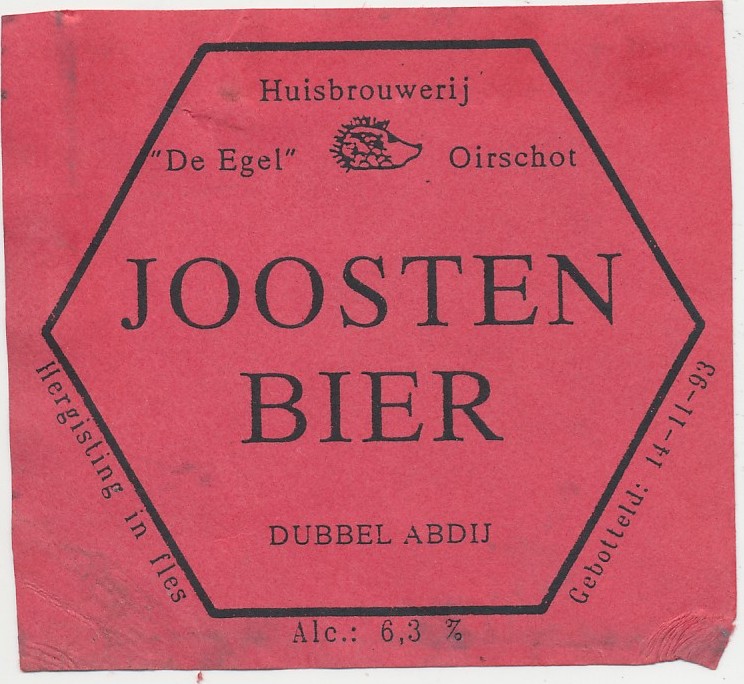 Huisbrouwerij
"De Egel" Oirschot
JOOSTEN
BIER
DUBBEL ABDIJ
Hergisting in fles
Gebotteld: 14-11-93
Alc.: 6,3 %